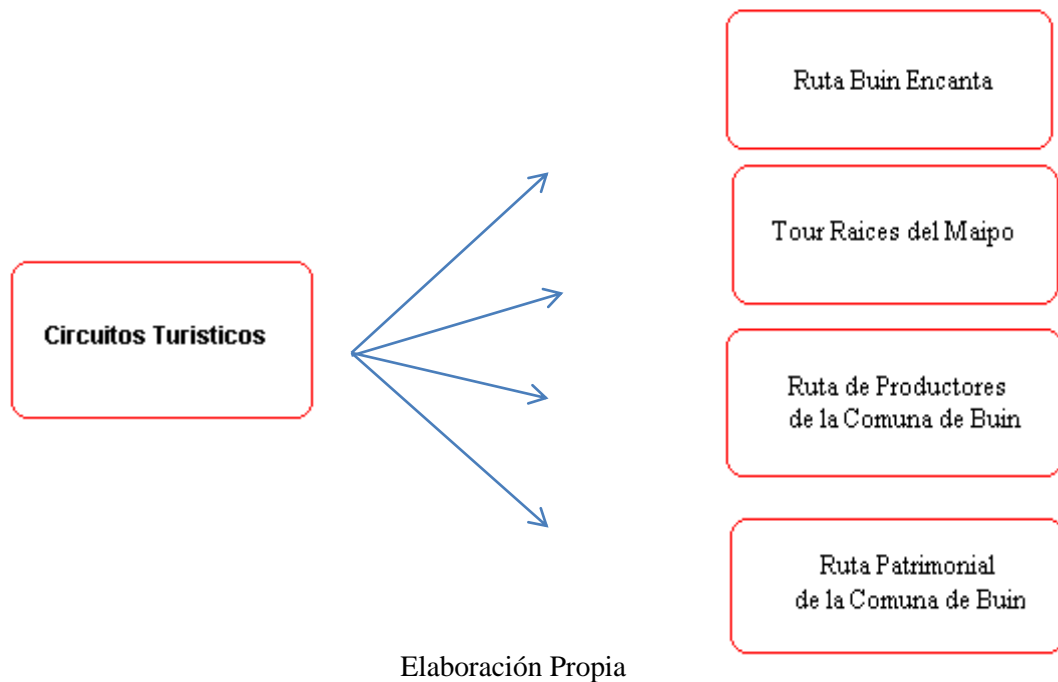 Ruta Buin Encanta
Tour Raices del Maipo
Circuitos Turisticos
Ruta de Productores
de la Comuna de Buin
Ruta Patrimonial
de la Comuna de Buin
Elaboración Propia